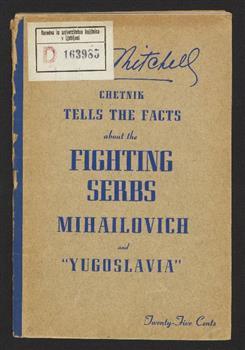 Narodna in univerzitetna knjižnica
v Ljubljani
D 163985
Mitchell
CHETNIK
TELLS THE FACTS
about the
FIGHTING
SERBS
MIHAILOVICH
and
"YUGOSLAVIA"
Twenty-Five Cents